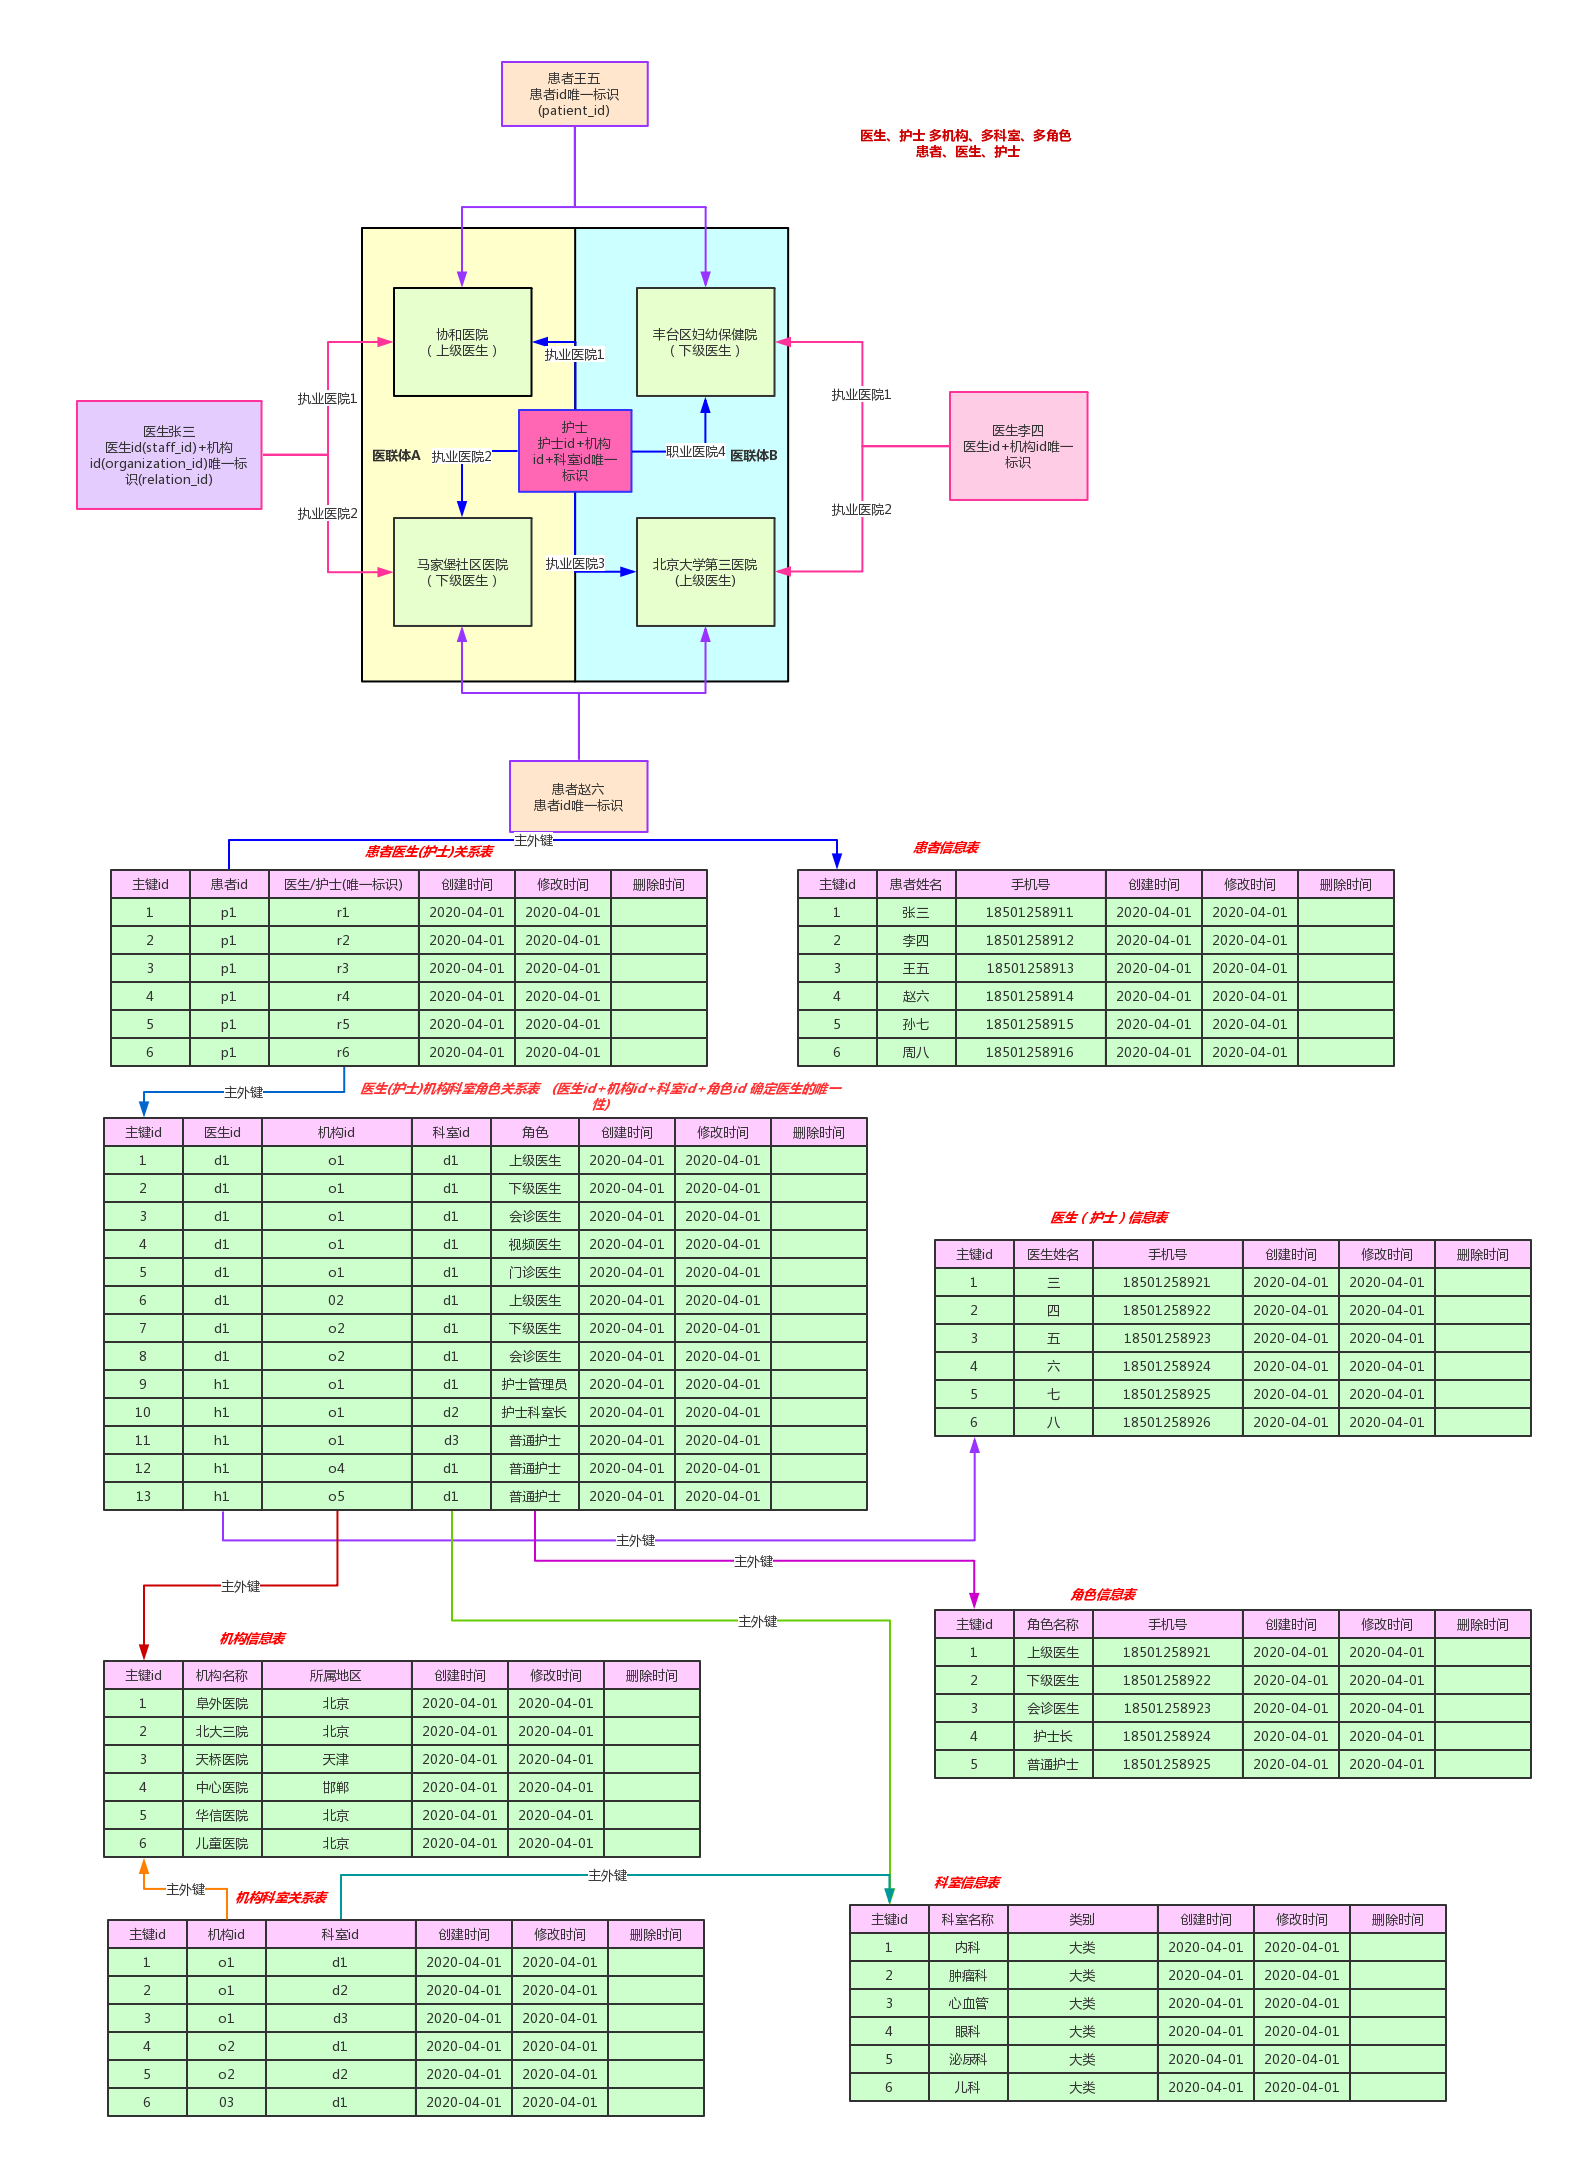 患者王五
患者id唯一标识
(patient_id)
医生、护士 多机构、多科室、多角色
患者、医生、护士
协和医院
（上级医生）
丰台区妇幼保健院
（下级医生）
执业医院1
执业医院1
执业医院1
医生张三
医生id(staff_id)+机构
id(organization_id)唯一标
识(relation_id)
医联体A
执业医院2
护士
护士id+机构
id+科室id唯一
标识
职业医院4
医联体B
医生李四
医生id+机构id唯一
标识
执业医院2
执业医院2
马家堡社区医院
（下级医生）
执业医院3
北京大学第三医院
(上级医生)
患者赵六
患者id唯一标识
主外键
患者医生(护士)关系表
主键id 患者id 医生/护士(唯一标识) 创建时间 修改时间 删除时间
1 p1 r1 2020-04-01 2020-04-01
2 p1 r2 2020-04-01 2020-04-01
3 p1 r3 2020-04-01 2020-04-01
4 p1 r4 2020-04-01 2020-04-01
5 p1 r5 2020-04-01 2020-04-01
6 p1 r6 2020-04-01 2020-04-01
患者信息表
主键id 患者姓名 手机号 创建时间 修改时间 删除时间
1 张三 18501258911 2020-04-01 2020-04-01
2 李四 18501258912 2020-04-01 2020-04-01
3 王五 18501258913 2020-04-01 2020-04-01
4 赵六 18501258914 2020-04-01 2020-04-01
5 孙七 18501258915 2020-04-01 2020-04-01
6 周八 18501258916 2020-04-01 2020-04-01
主外键
医生(护士)机构科室角色关系表 (医生id+机构id+科室id+角色id 确定医生的唯一
性)
主键id 医生id 机构id 科室id 角色 创建时间 修改时间 删除时间
1 d1 o1 d1 上级医生 2020-04-01 2020-04-01
2 d1 o1 d1 下级医生 2020-04-01 2020-04-01
3 d1 o1 d1 会诊医生 2020-04-01 2020-04-01
4 d1 o1 d1 视频医生 2020-04-01 2020-04-01
5 d1 o1 d1 门诊医生 2020-04-01 2020-04-01
6 d1 02 d1 上级医生 2020-04-01 2020-04-01
7 d1 o2 d1 下级医生 2020-04-01 2020-04-01
8 d1 o2 d1 会诊医生 2020-04-01 2020-04-01
9 h1 o1 d1 护士管理员 2020-04-01 2020-04-01
10 h1 o1 d2 护士科室长 2020-04-01 2020-04-01
11 h1 o1 d3 普通护士 2020-04-01 2020-04-01
12 h1 o4 d1 普通护士 2020-04-01 2020-04-01
13 h1 o5 d1 普通护士 2020-04-01 2020-04-01
医生（护士）信息表
主键id 医生姓名 手机号 创建时间 修改时间 删除时间
1 三 18501258921 2020-04-01 2020-04-01
2 四 18501258922 2020-04-01 2020-04-01
3 五 18501258923 2020-04-01 2020-04-01
4 六 18501258924 2020-04-01 2020-04-01
5 七 18501258925 2020-04-01 2020-04-01
6 八 18501258926 2020-04-01 2020-04-01
主外键
主外键
主外键
主外键
角色信息表
主键id 角色名称 手机号 创建时间 修改时间 删除时间
1 上级医生 18501258921 2020-04-01 2020-04-01
2 下级医生 18501258922 2020-04-01 2020-04-01
3 会诊医生 18501258923 2020-04-01 2020-04-01
4 护士长 18501258924 2020-04-01 2020-04-01
5 普通护士 18501258925 2020-04-01 2020-04-01
机构信息表
主键id 机构名称 所属地区 创建时间 修改时间 删除时间
1 阜外医院 北京 2020-04-01 2020-04-01
2 北大三院 北京 2020-04-01 2020-04-01
3 天桥医院 天津 2020-04-01 2020-04-01
4 中心医院 邯郸 2020-04-01 2020-04-01
5 华信医院 北京 2020-04-01 2020-04-01
6 儿童医院 北京 2020-04-01 2020-04-01
主外键
主外键
机构科室关系表
主键id 机构id 科室id 创建时间 修改时间 删除时间
1 o1 d1 2020-04-01 2020-04-01
2 o1 d2 2020-04-01 2020-04-01
3 o1 d3 2020-04-01 2020-04-01
4 o2 d1 2020-04-01 2020-04-01
5 o2 d2 2020-04-01 2020-04-01
6 03 d1 2020-04-01 2020-04-01
科室信息表
主键id 科室名称 类别 创建时间 修改时间 删除时间
1 内科 大类 2020-04-01 2020-04-01
2 肿瘤科 大类 2020-04-01 2020-04-01
3 心血管 大类 2020-04-01 2020-04-01
4 眼科 大类 2020-04-01 2020-04-01
5 泌尿科 大类 2020-04-01 2020-04-01
6 儿科 大类 2020-04-01 2020-04-01